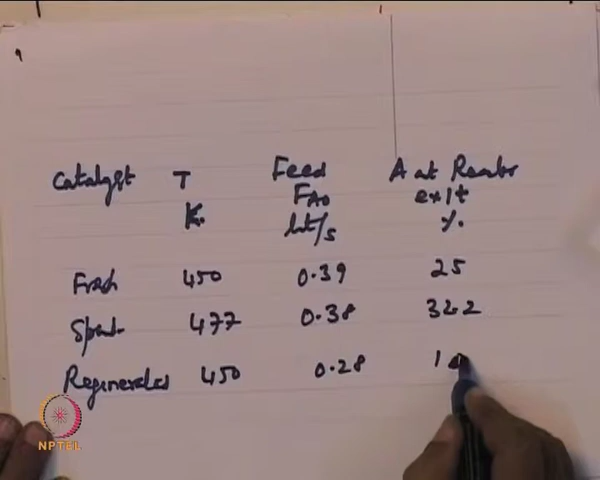 Catalyst T Feed A at Reactor
K. FA0 exit
lit/s %.
Fresh 450 0.39 25
Spent 477 0.38 32.2
Regenerated 450 0.28
NPTEL